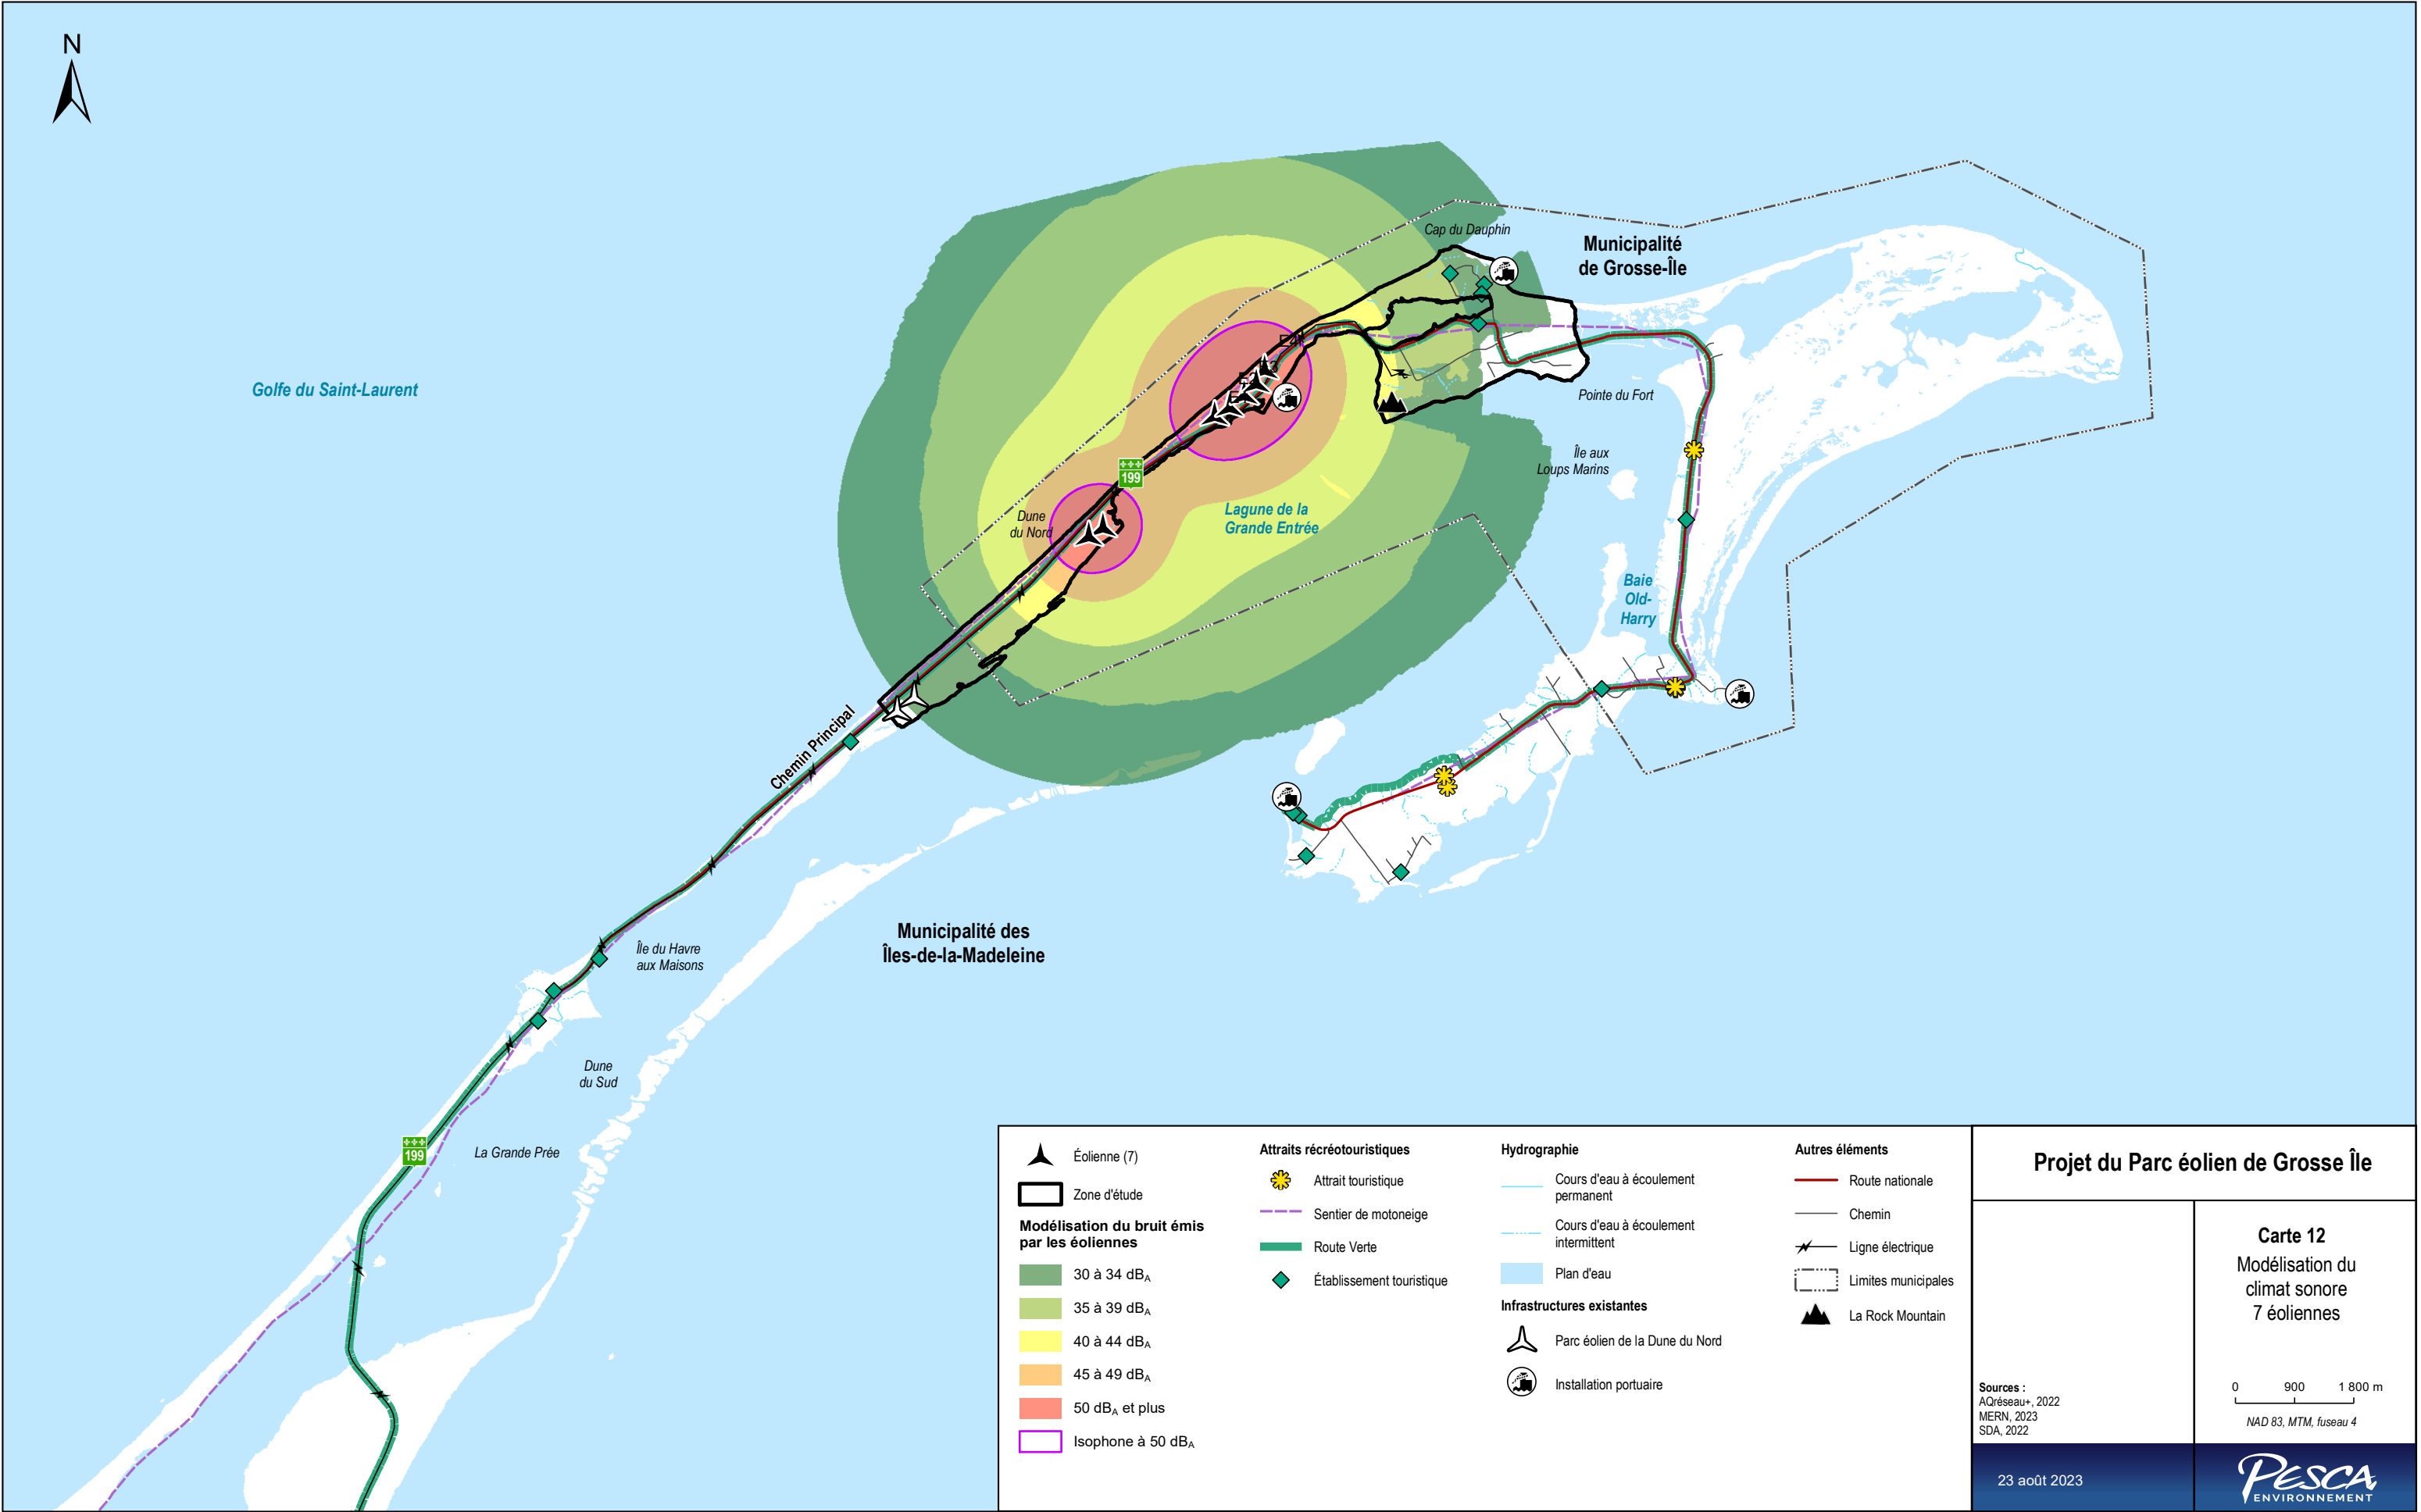 N
Cap du Dauphin
Municipalité
de Grosse-Île
Golfe du Saint-Laurent
E4
Pointe du Fort
Île aux
Loups Marins
199
Dune
du Nord
Lagune de la
Grande Entrée
Baie
Old-
Harry
Chemin Principal
Municipalité des
Îles-de-la-Madeleine
Île du Havre
aux Maisons
Dune
du Sud
La Grande Prée
199
Éolienne (7)
Zone d'étude
Modélisation du bruit émis
par les éoliennes
30 à 34 dBA
35 à 39 dBA
40 à 44 dBA
45 à 49 dBA
50 dBA et plus
Isophone à 50 dBA
Attraits récréotouristiques
Attrait touristique
Sentier de motoneige
Route Verte
Établissement touristique
Hydrographie
Cours d'eau à écoulement
permanent
Cours d'eau à écoulement
intermittent
Plan d'eau
Infrastructures existantes
Parc éolien de la Dune du Nord
Installation portuaire
Autres éléments
Route nationale
Chemin
Ligne électrique
Limites municipales
La Rock Mountain
Projet du Parc éolien de Grosse Île
Carte 12
Modélisation du
climat sonore
7 éoliennes
0 900 1 800 m
NAD 83, MTM, fuseau 4
Sources :
AQréseau+, 2022
MERN, 2023
SDA, 2022
23 août 2023
PESCA
ENVIRONNEMENT